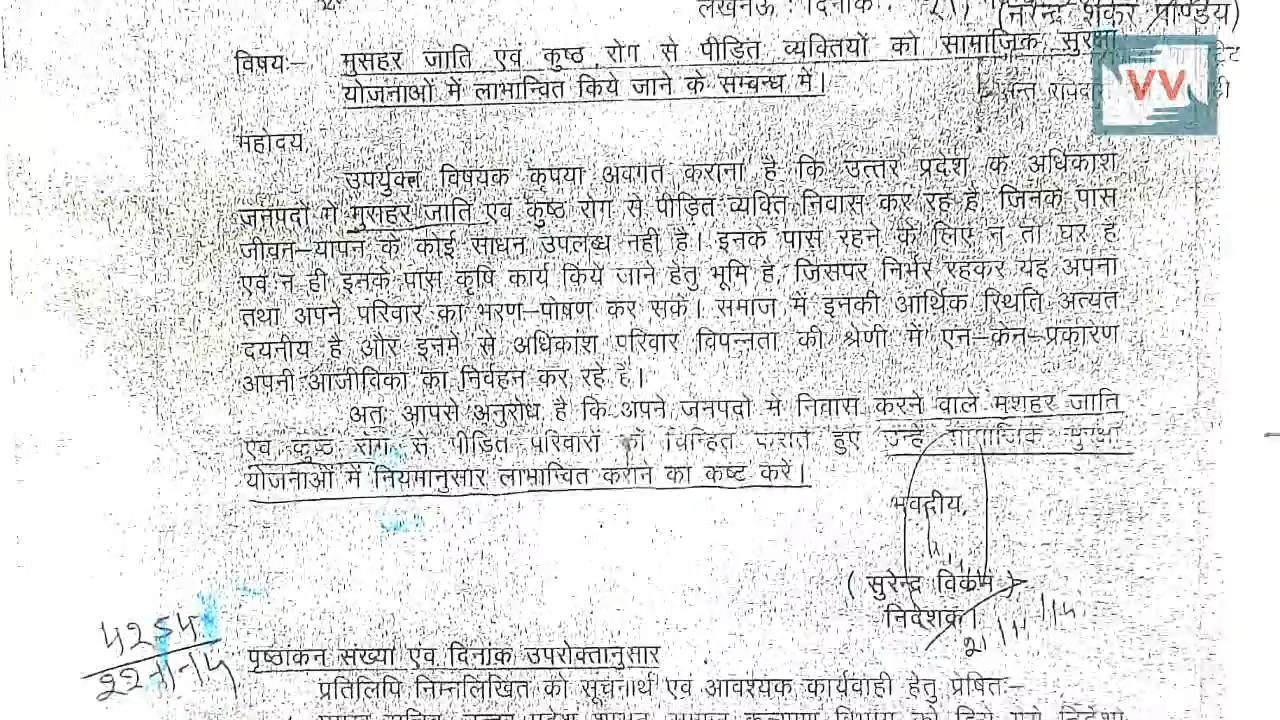 लखनऊ : दिनांक : 21
(नरेन्द्र शंकर पाण्डेय)
विषयः- मुसहर जाति एवं कुष्ठ रोग से पीड़ित व्यक्तियों को सामाजिक सुरक्षा
योजनाओं में लाभान्वित किये जाने के सम्बन्ध में।
VV
महोदय
उपर्युक्त विषयक कृपया अवगत कराना है कि उत्तर प्रदेश के अधिकांश
जनपदों में मुसहर जाति एवं कुष्ठ रोग से पीड़ित व्यक्ति निवास कर रहे है, जिनके पास
जीवन-यापन के कोई साधन उपलब्ध नही है। इनके पास रहने के लिए न तो घर है
एवं न ही इनके पास कृषि कार्य किये जाने हेतु भूमि है, जिसपर निर्भर रहकर यह अपना
तथा अपने परिवार का भरण-पोषण कर सकें। समाज में इनकी आर्थिक स्थिति अत्यंत
दयनीय है और इनमें से अधिकांश परिवार विपन्नता की श्रेणी में एन-केन-प्रकारेण
अपनी आजीविका का निर्वहन कर रहे है।
अतः आपसे अनुरोध है कि अपने जनपदों में निवास करने वाले मुशहर जाति
एवं कुष्ठ रोग से पीड़ित परिवारों को चिन्हित कराते हुए उन्हें सामाजिक सुरक्षा
योजनाओं में नियमानुसार लाभान्वित कराने का कष्ट करें।
भवदीय,
( सुरेन्द्र विक्रम )
निदेशक।
4254
पृष्ठांकन संख्या एवं दिनांक उपरोक्तानुसार
प्रतिलिपि निम्नलिखित को सूचनार्थ एवं आवश्यक कार्यवाही हेतु प्रेषितः-